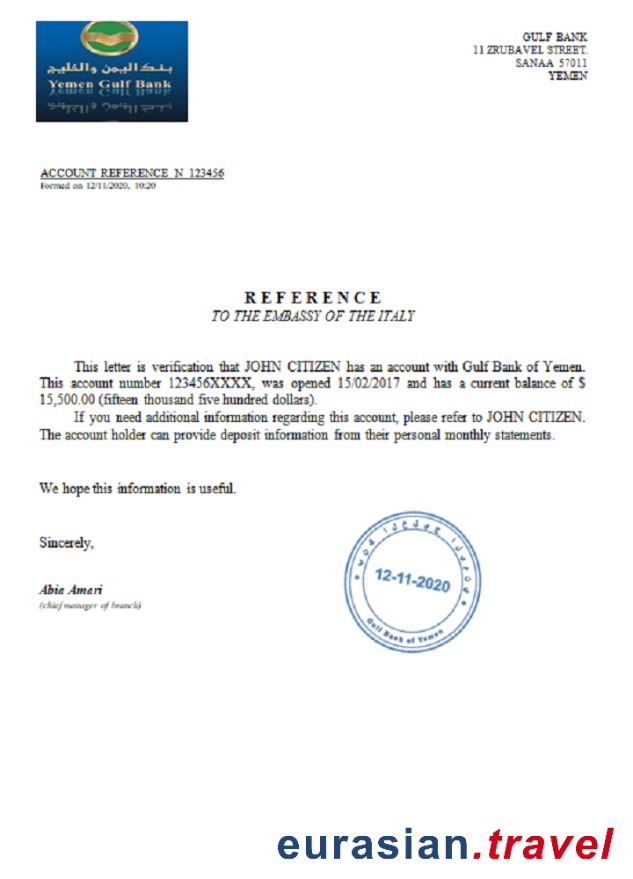 بنك اليمن والخليج
Yemen Gulf Bank
GULF BANK
11 ZRUBAVEL STREET.
SANAA 57011
YEMEN
ACCOUNT REFERENCE N 123456
Formed on 12/11/2020, 10:20
REFERENCE
TO THE EMBASSY OF THE ITALY
This letter is verification that JOHN CITIZEN has an account with Gulf Bank of Yemen.
This account number 123456XXXX, was opened 15/02/2017 and has a current balance of $
15,500.00 (fifteen thousand five hundred dollars).
If you need additional information regarding this account, please refer to JOHN CITIZEN.
The account holder can provide deposit information from their personal monthly statements.
We hope this information is useful.
Sincerely,
Abia Amari
(chief manager of branch)
12-11-2020
Gulf Bank of Yemen
eurasian.travel